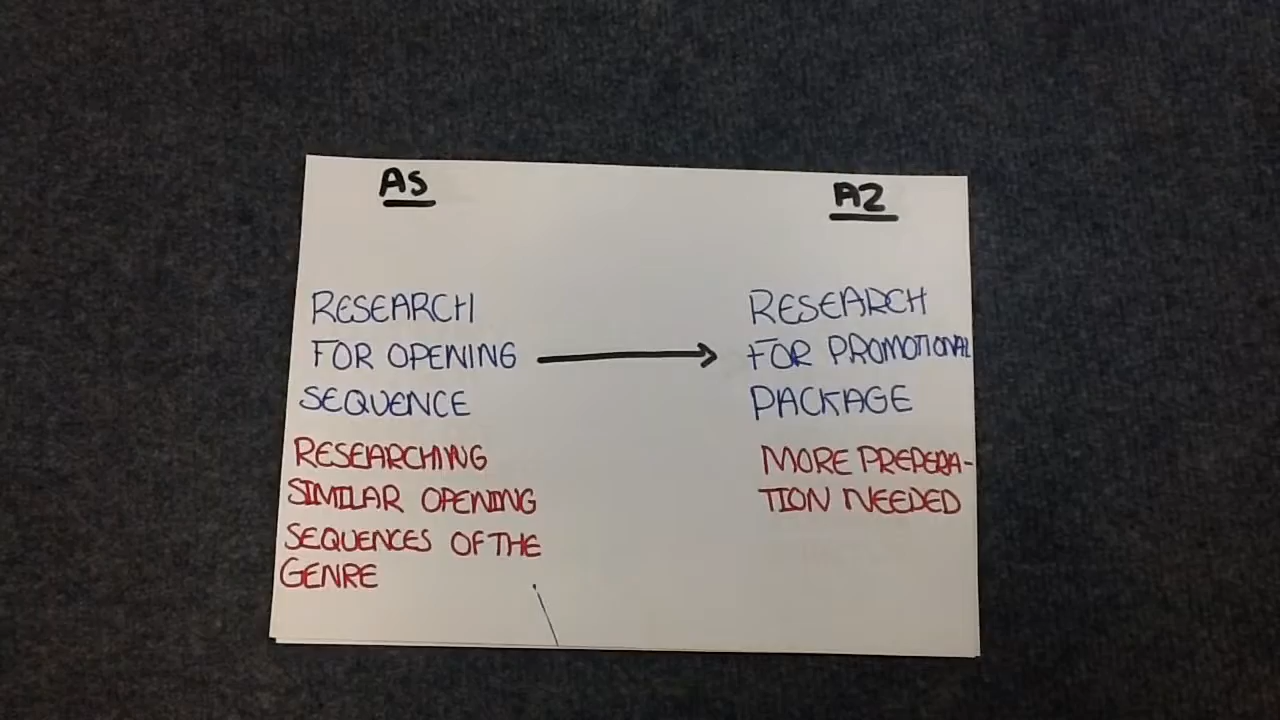 AS
A2
RESEARCH
FOR OPENING
SEQUENCE
RESEARCHING
SIMILAR OPENING
SEQUENCES OF THE
GENRE
RESEARCH
FOR PROMOTIONAL
PACKAGE
MORE PREPERA-
TION NEEDED